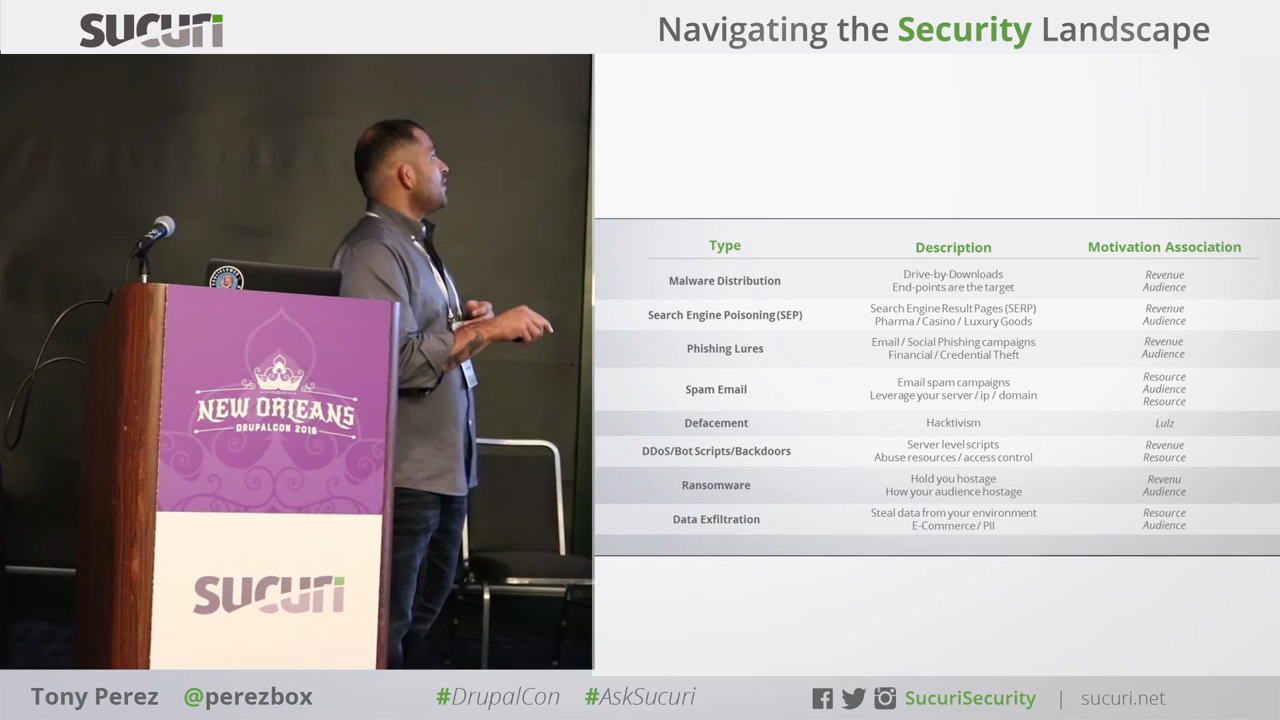 sucuri
Navigating the Security Landscape
NEW ORLEANS
DRUPALCON 2016
sucuri
Type Description Motivation Association
Malware Distribution
Drive-by-Downloads
End-points are the target
Revenue
Audience
Search Engine Poisoning (SEP)
Search Engine Result Pages (SERP)
Pharma / Casino / Luxury Goods
Revenue
Audience
Phishing Lures
Email / Social Phishing campaigns
Financial / Credential Theft
Revenue
Audience
Spam Email
Email spam campaigns
Leverage your server / ip / domain
Resource
Audience
Resource
Defacement
Hacktivism
Lulz
DDoS/Bot Scripts/Backdoors
Server level scripts
Abuse resources / access control
Revenue
Resource
Ransomware
Hold you hostage
How your audience hostage
Revenu
Audience
Data Exfiltration
Steal data from your environment
E-Commerce / PII
Resource
Audience
Tony Perez @perezbox #DrupalCon #AskSucuri SucuriSecurity | sucuri.net